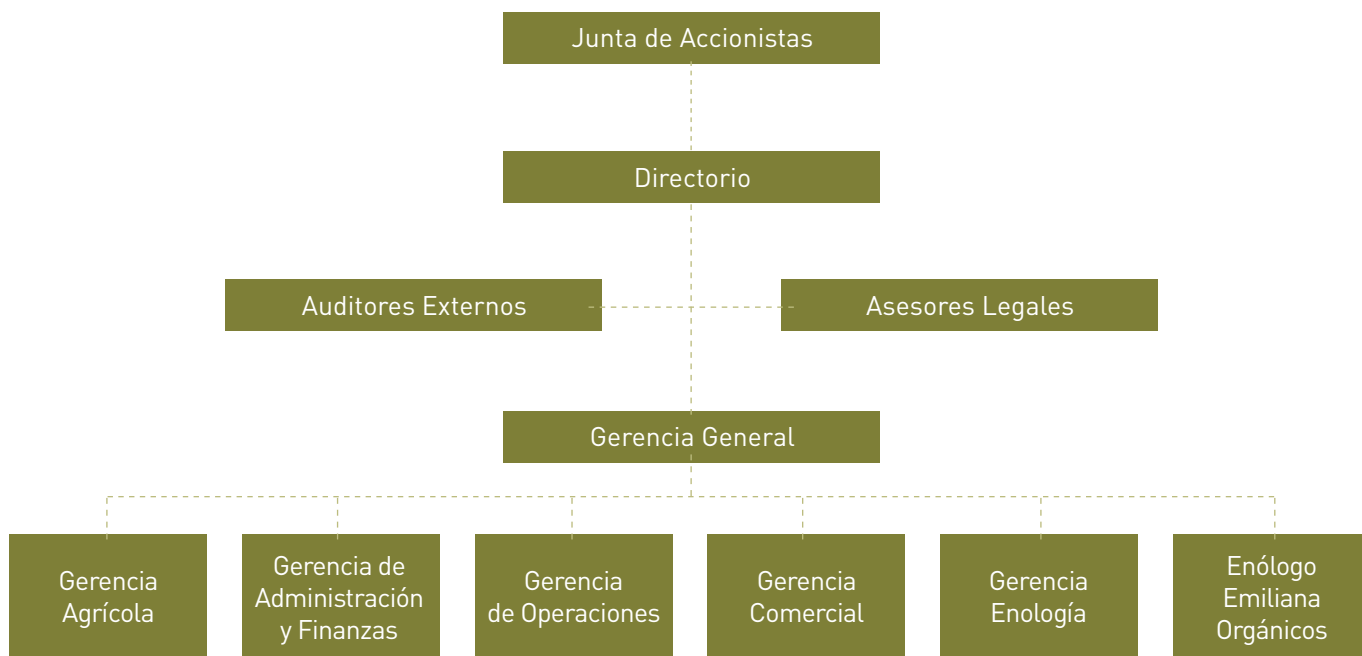 Junta de Accionistas
Directorio
Auditores Externos
Asesores Legales
Gerencia General
Gerencia
Agrícola
Gerencia de
Administración
y Finanzas
Gerencia
de Operaciones
Gerencia
Comercial
Gerencia
Enología
Enólogo
Emiliana
Orgánicos